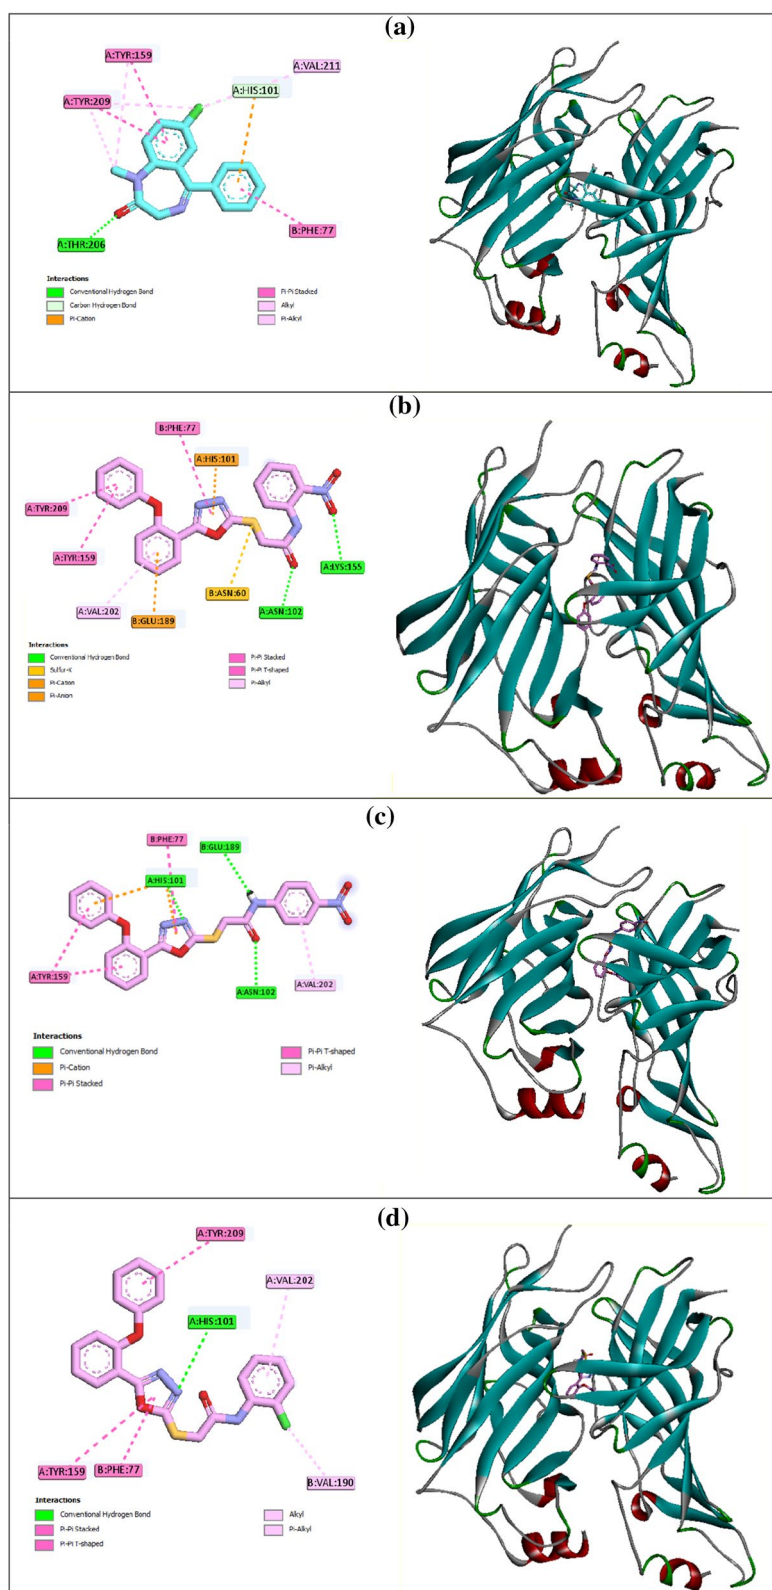 (a)
A:TYR:159
A:VAL:211
A:HIS:101
A:TYR:209
B:PHE:77
A:THR:206
Interactions
Conventional Hydrogen Bond
Carbon Hydrogen Bond
Pi-Cation
Pi-Pi Stacked
Alkyl
Pi-Alkyl
(b)
B:PHE:77
A:HIS:101
A:TYR:209
A:TYR:159
A:LYS:155
B:ASN:60
A:VAL:202
A:ASN:102
B:GLU:189
Interactions
Conventional Hydrogen Bond
Sulfur-X
Pi-Cation
Pi-Anion
Pi-Pi Stacked
Pi-Pi T-shaped
Pi-Alkyl
(c)
B:PHE:77
B:GLU:189
A:HIS:101
A:TYR:159
A:ASN:102
A:VAL:202
Interactions
Conventional Hydrogen Bond
Pi-Cation
Pi-Pi Stacked
Pi-Pi T-shaped
Pi-Alkyl
(d)
A:TYR:209
A:VAL:202
A:HIS:101
A:TYR:159
B:PHE:77
B:VAL:190
Interactions
Conventional Hydrogen Bond
Pi-Pi Stacked
Pi-Pi T-shaped
Alkyl
Pi-Alkyl